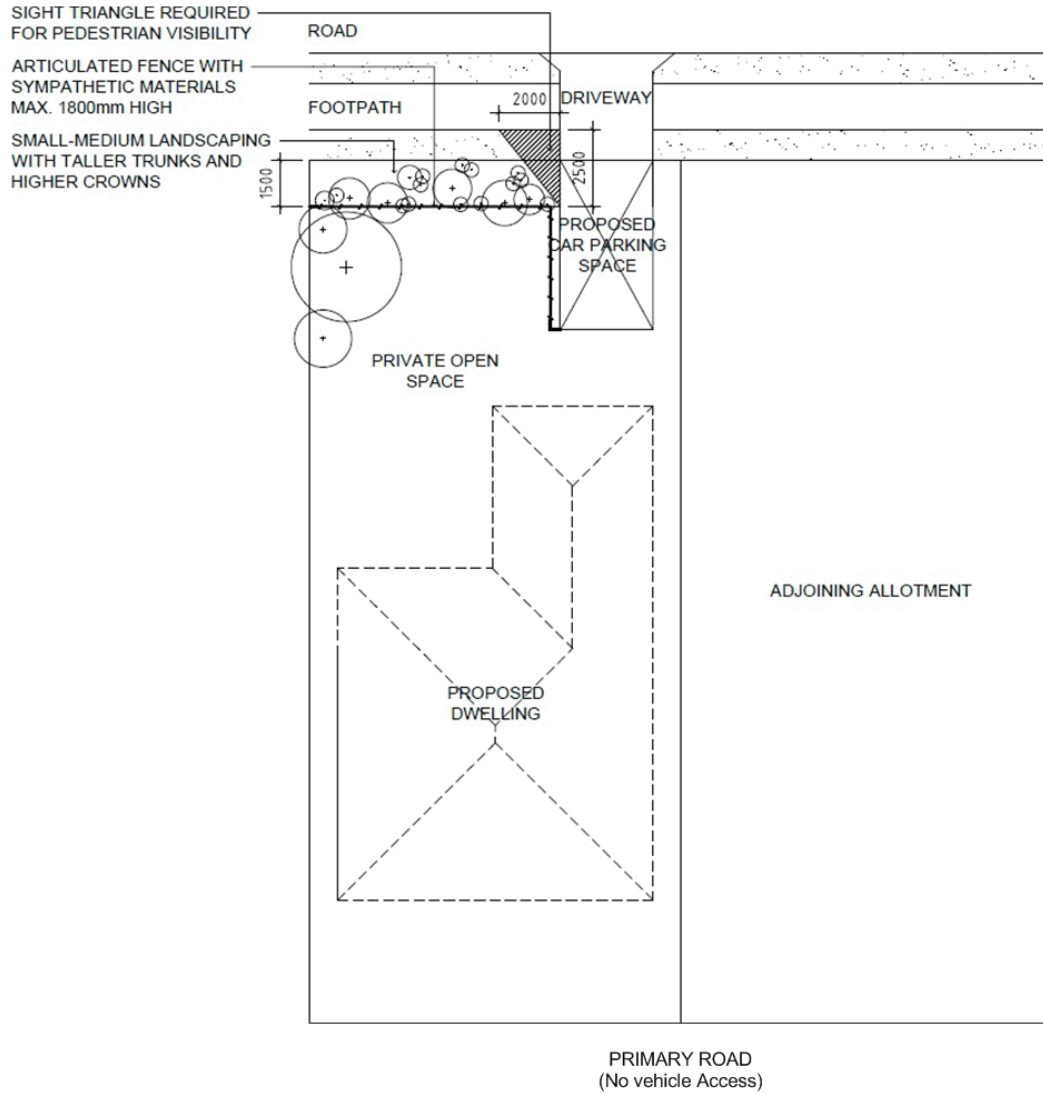 SIGHT TRIANGLE REQUIRED
FOR PEDESTRIAN VISIBILITY
ROAD
ARTICULATED FENCE WITH
SYMPATHETIC MATERIALS
MAX. 1800mm HIGH
2000
DRIVEWAY
FOOTPATH
SMALL-MEDIUM LANDSCAPING
WITH TALLER TRUNKS AND
HIGHER CROWNS
1500
2500
PROPOSED
CAR PARKING
SPACE
PRIVATE OPEN
SPACE
ADJOINING ALLOTMENT
PROPOSED
DWELLING
PRIMARY ROAD
(No vehicle Access)